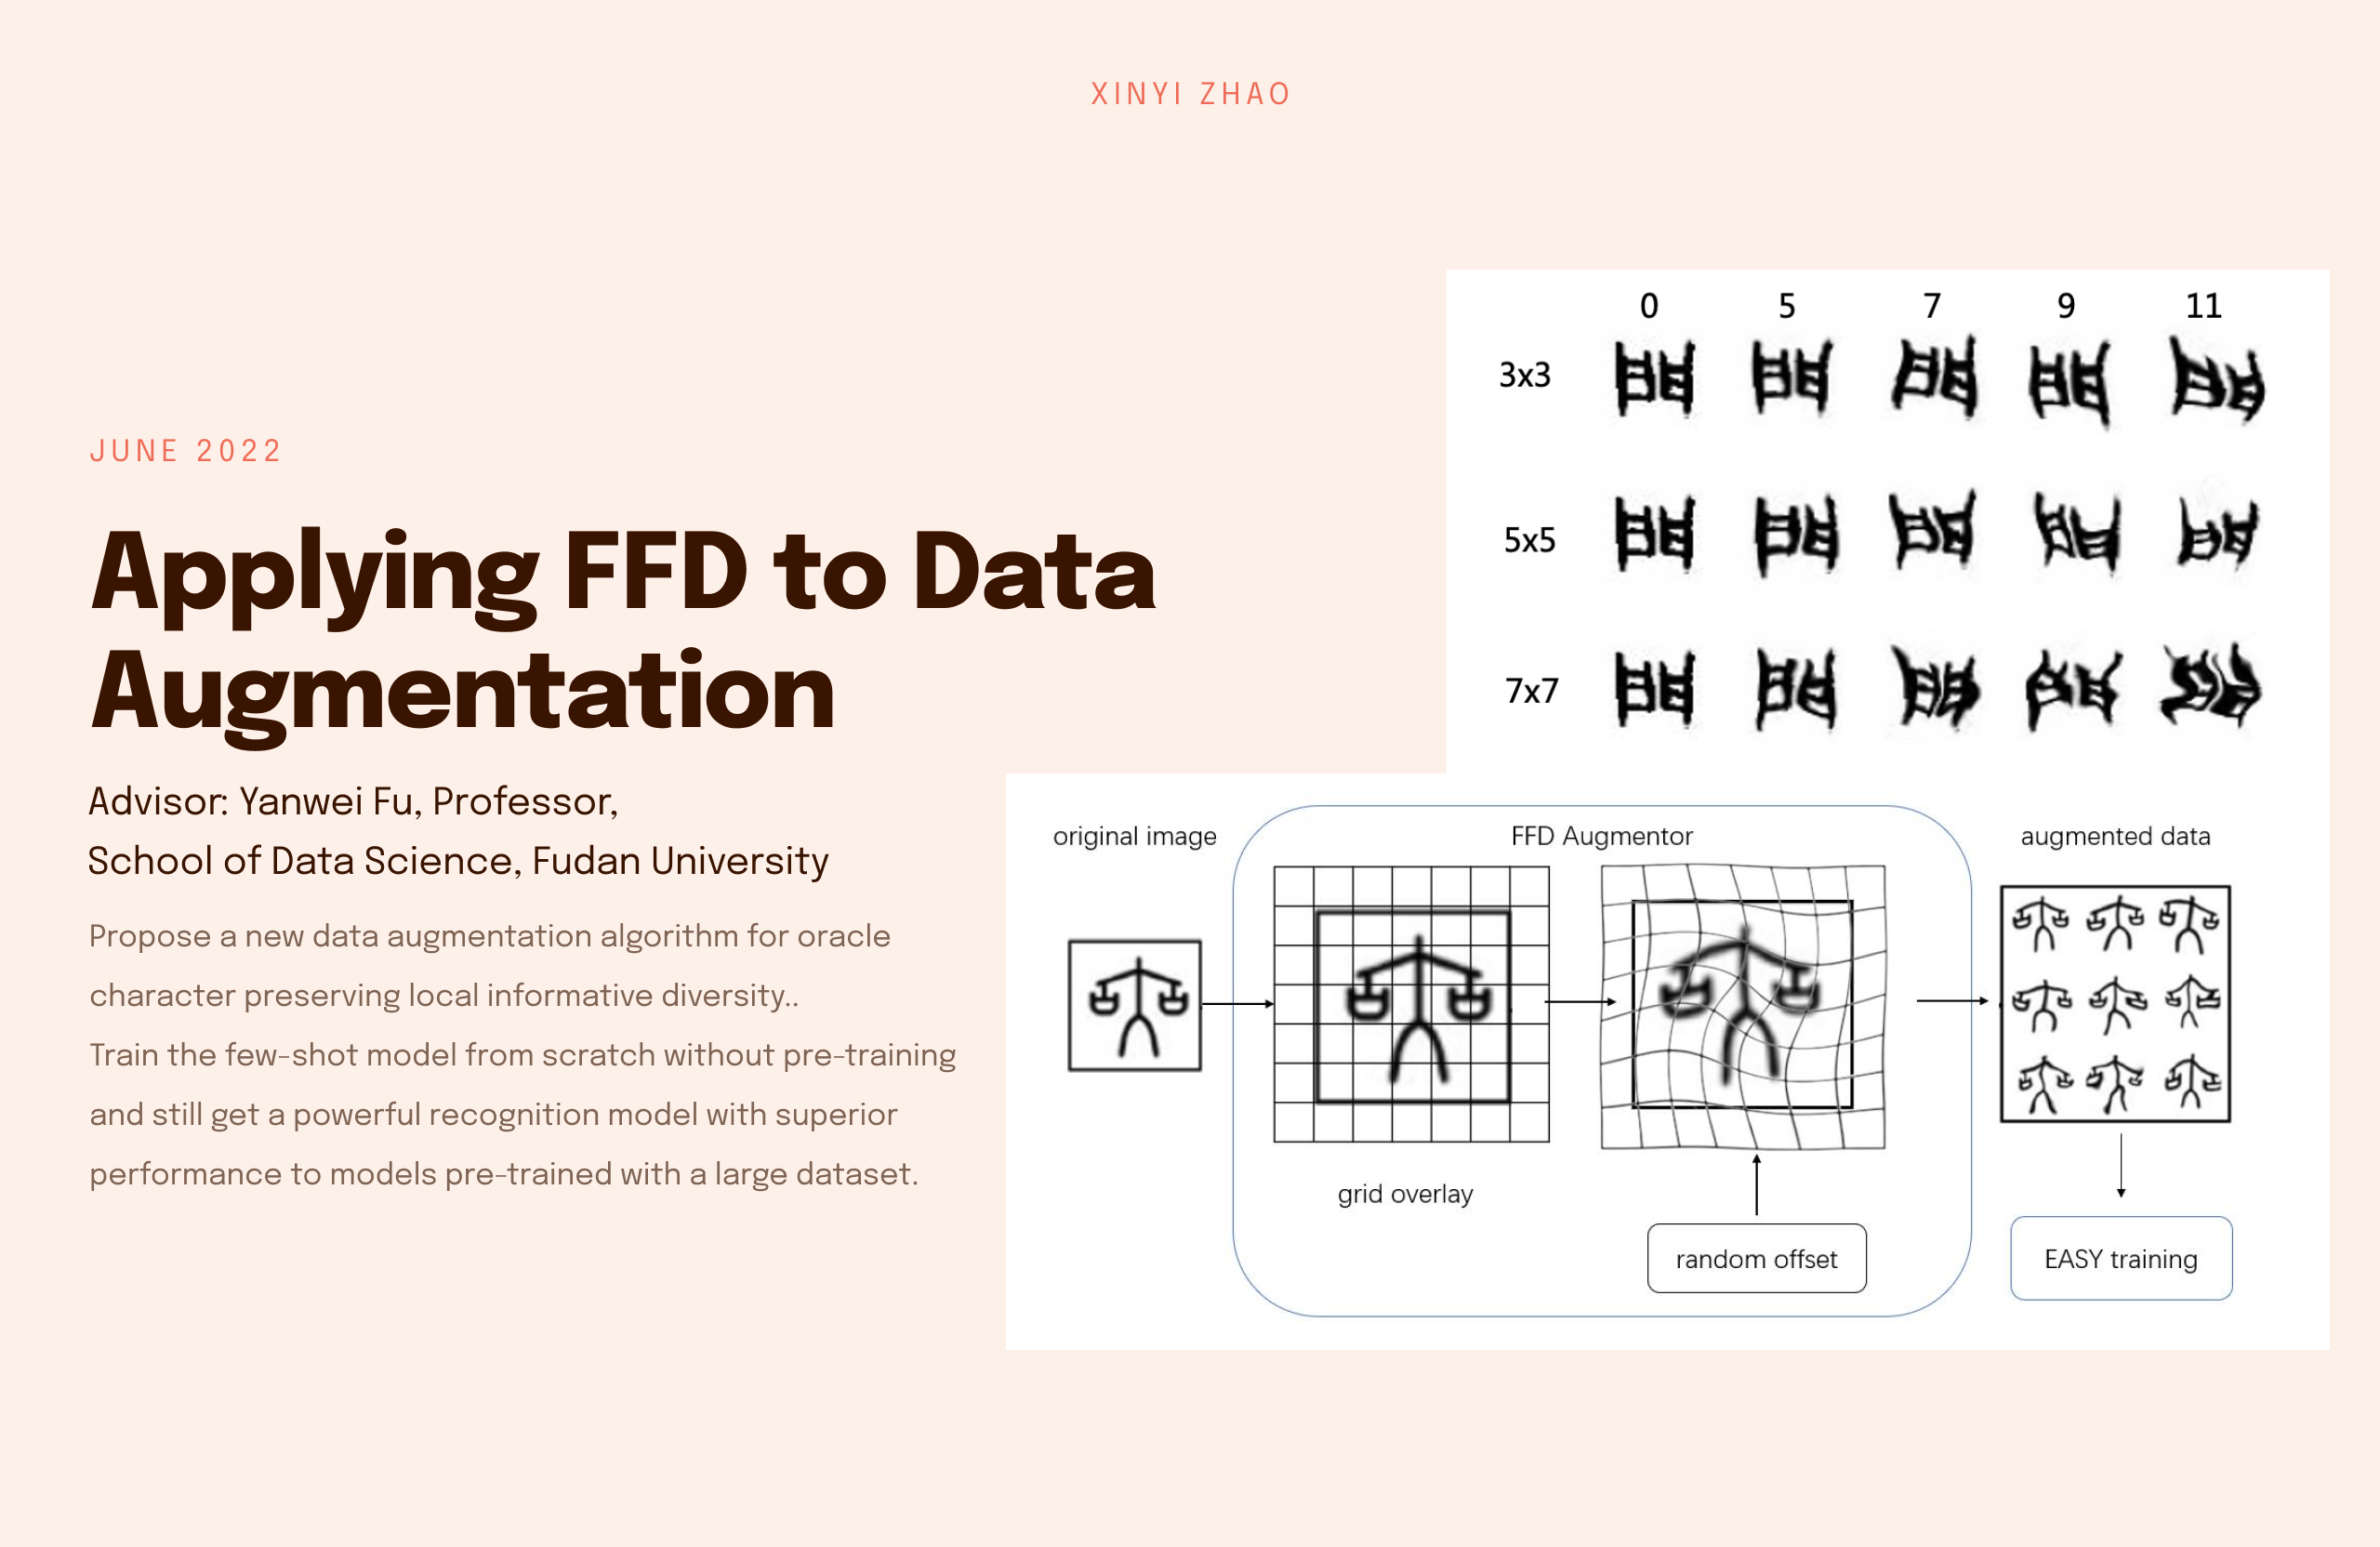 XINYI ZHAO
JUNE 2022
Applying FFD to Data
Augmentation
Advisor: Yanwei Fu, Professor,
School of Data Science, Fudan University
Propose a new data augmentation algorithm for oracle
character preserving local informative diversity..
Train the few-shot model from scratch without pre-training
and still get a powerful recognition model with superior
performance to models pre-trained with a large dataset.
0 5 7 9 11
3x3
5x5
7x7
original image
FFD Augmentor
augmented data
grid overlay
random offset
EASY training